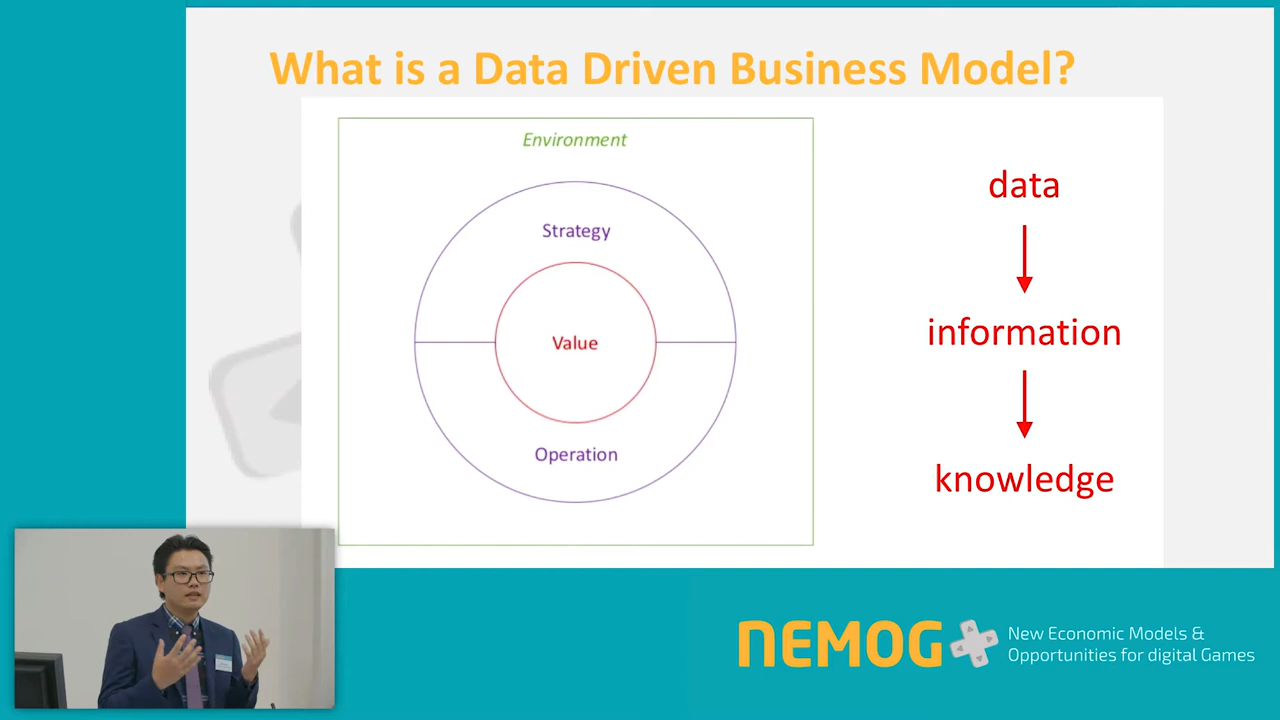 What is a Data Driven Business Model?
Environment
Strategy
Value
Operation
data
information
knowledge
NEMOG
New Economic Models &
Opportunities for digital Games